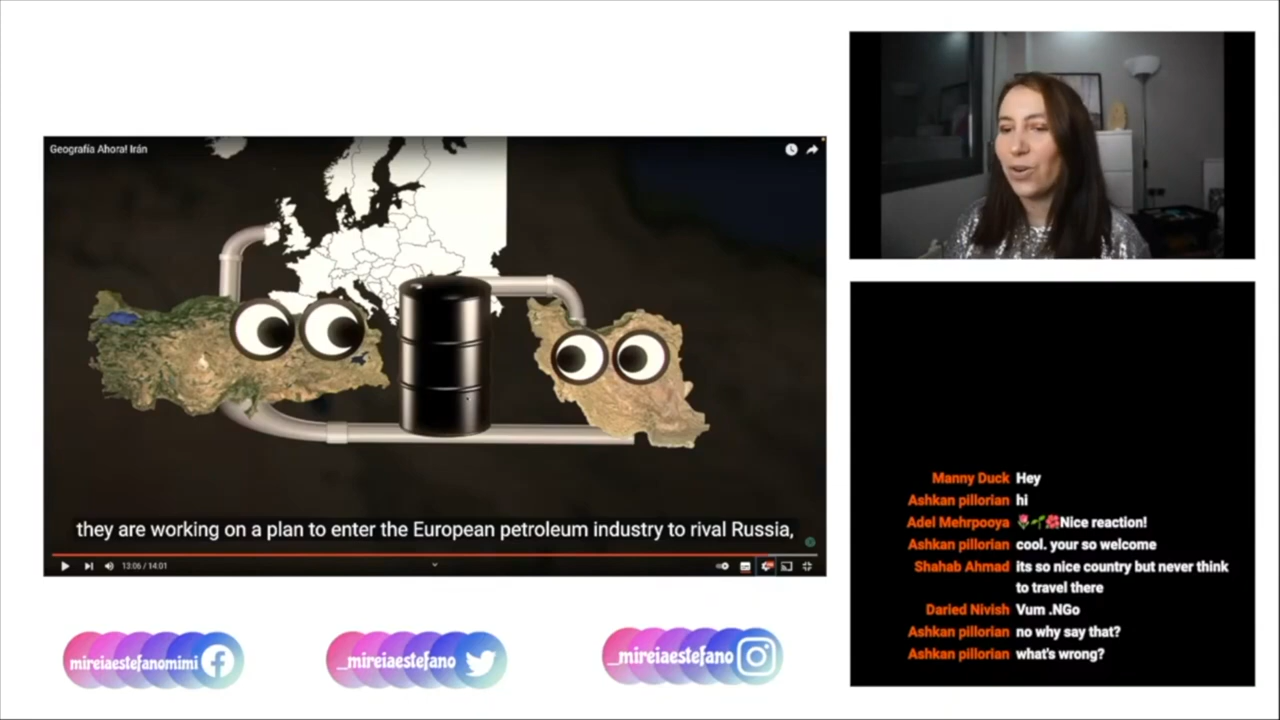 Geografía Ahora! Irán
they are working on a plan to enter the European petroleum industry to rival Russia,
13:06 / 14:01
Manny Duck Hey
Ashkan pillorian hi
Adel Mehrpooya 🌷🌱🌺Nice reaction!
Ashkan pillorian cool. your so welcome
Shahab Ahmad its so nice country but never think
to travel there
Daried Nivish Vum .NGo
Ashkan pillorian no why say that?
Ashkan pillorian what's wrong?
mireiaestefanomimi
_mireiaestefano
_mireiaestefano